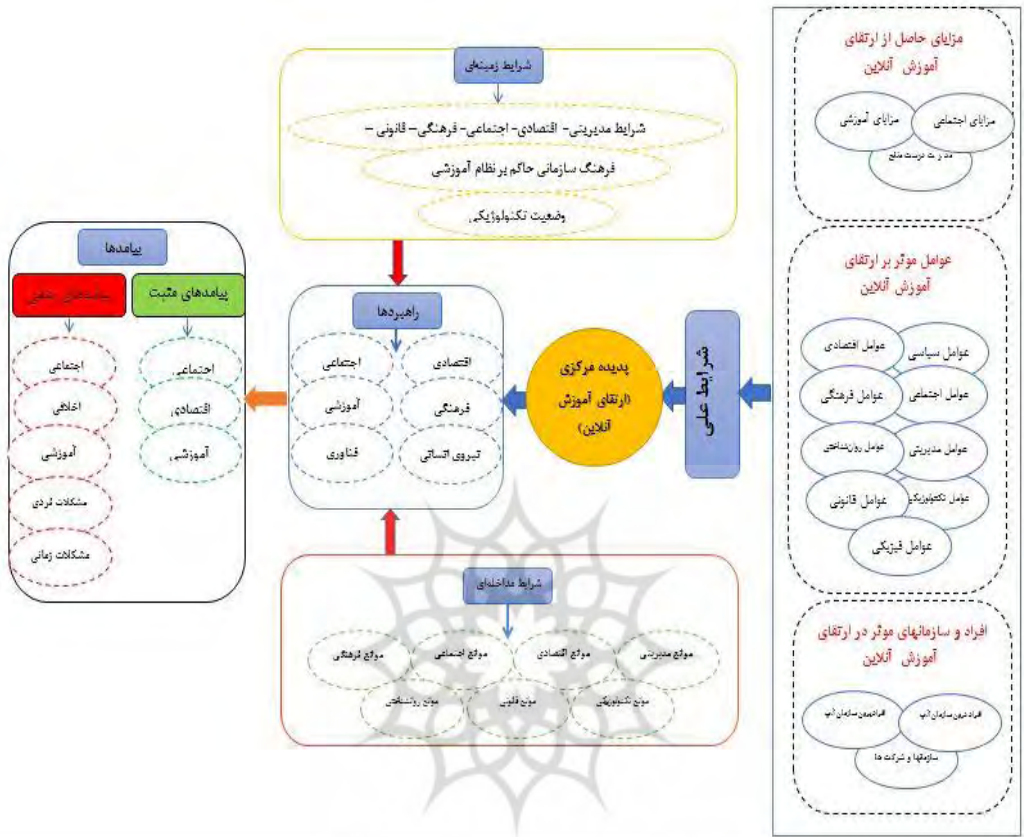 مزایای حاصل از ارتقای
آموزش آنلاین
مزایای اجتماعی
مزایای آموزشی
درست منابع
عوامل موثر بر ارتقای
آموزش آنلاین
عوامل سیاسی
عوامل اقتصادی
عوامل اجتماعی
عوامل فرهنگی
عوامل مدیریتی
عوامل روان‌شناختی
عوامل تکنولوژیکی
عوامل قانونی
عوامل فیزیکی
افراد و سازمانهای موثر در ارتقای
آموزش آنلاین
افراد درون سازمان
افراد بیرون سازمان
سازمانها و شرکت ها
شرایط علی
پدیده مرکزی
(ارتقای آموزش
آنلاین)
شرایط زمینه‌ای
شرایط مدیریتی- اقتصادی- اجتماعی- فرهنگی- قانونی –
فرهنگ سازمانی حاکم بر نظام آموزشی
وضعیت تکنولوژیکی
راهبردها
اقتصادی
اجتماعی
فرهنگی
آموزشی
نیروی انسانی
فناوری
شرایط مداخله‌ای
موانع مدیریتی
موانع اقتصادی
موانع اجتماعی
موانع فرهنگی
موانع تکنولوژیکی
موانع قانونی
موانع روانشناختی
پیامدها
پیامدهای مثبت
پیامدهای منفی
اجتماعی
اقتصادی
آموزشی
اجتماعی
اخلاقی
آموزشی
مشکلات فردی
مشکلات زمانی